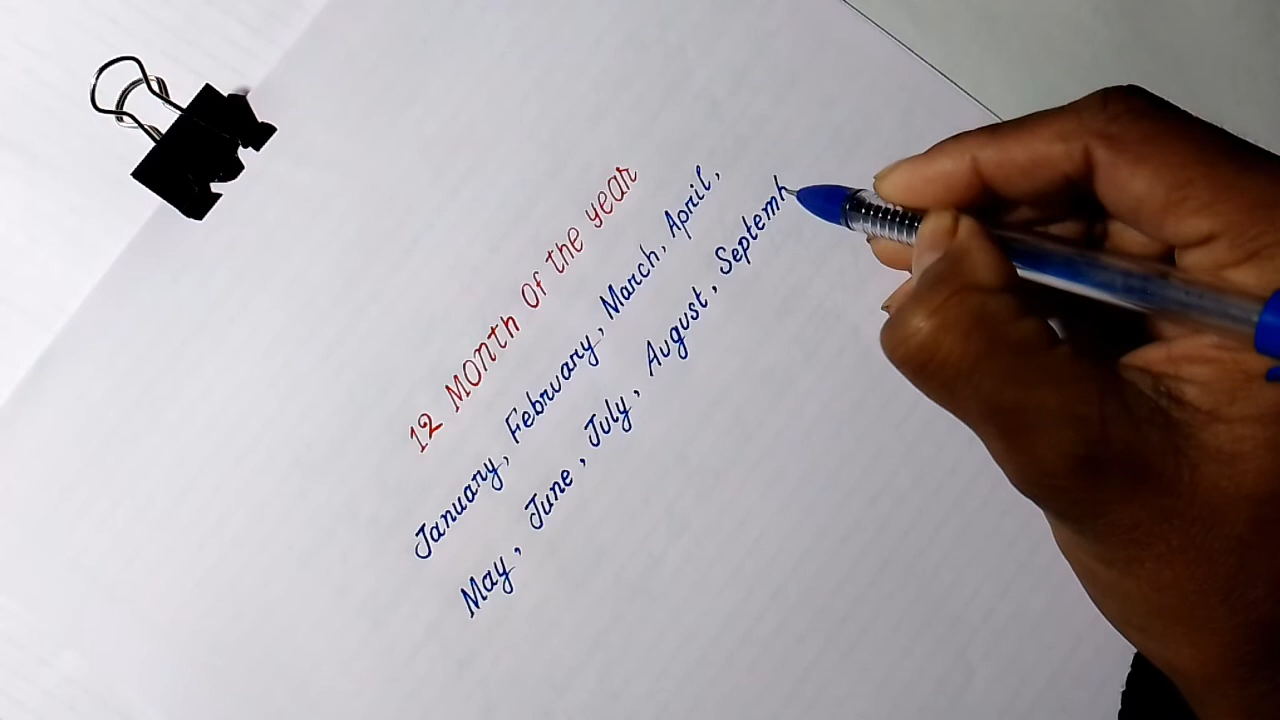 12 Month Of the year
January, February, March, April,
May, June, July, August, Septemb